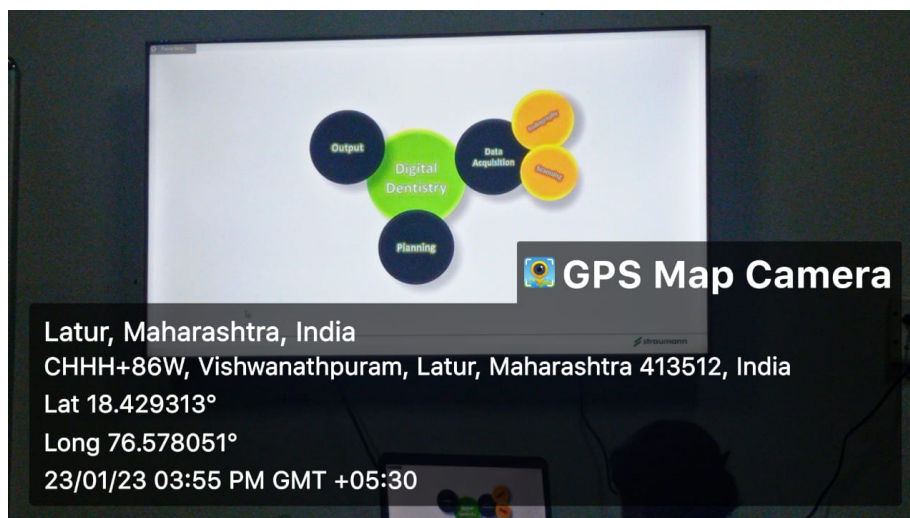 Output
Digital
Dentistry
Data
Acquisition
Radiography
Scanning
Planning
GPS Map Camera
straumann
Latur, Maharashtra, India
CHHH+86W, Vishwanathpuram, Latur, Maharashtra 413512, India
Lat 18.429313°
Long 76.578051°
23/01/23 03:55 PM GMT +05:30